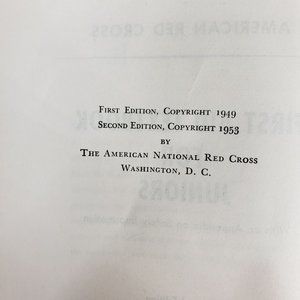 First Edition, Copyright 1949
Second Edition, Copyright 1953
by
The American National Red Cross
Washington, D. C.